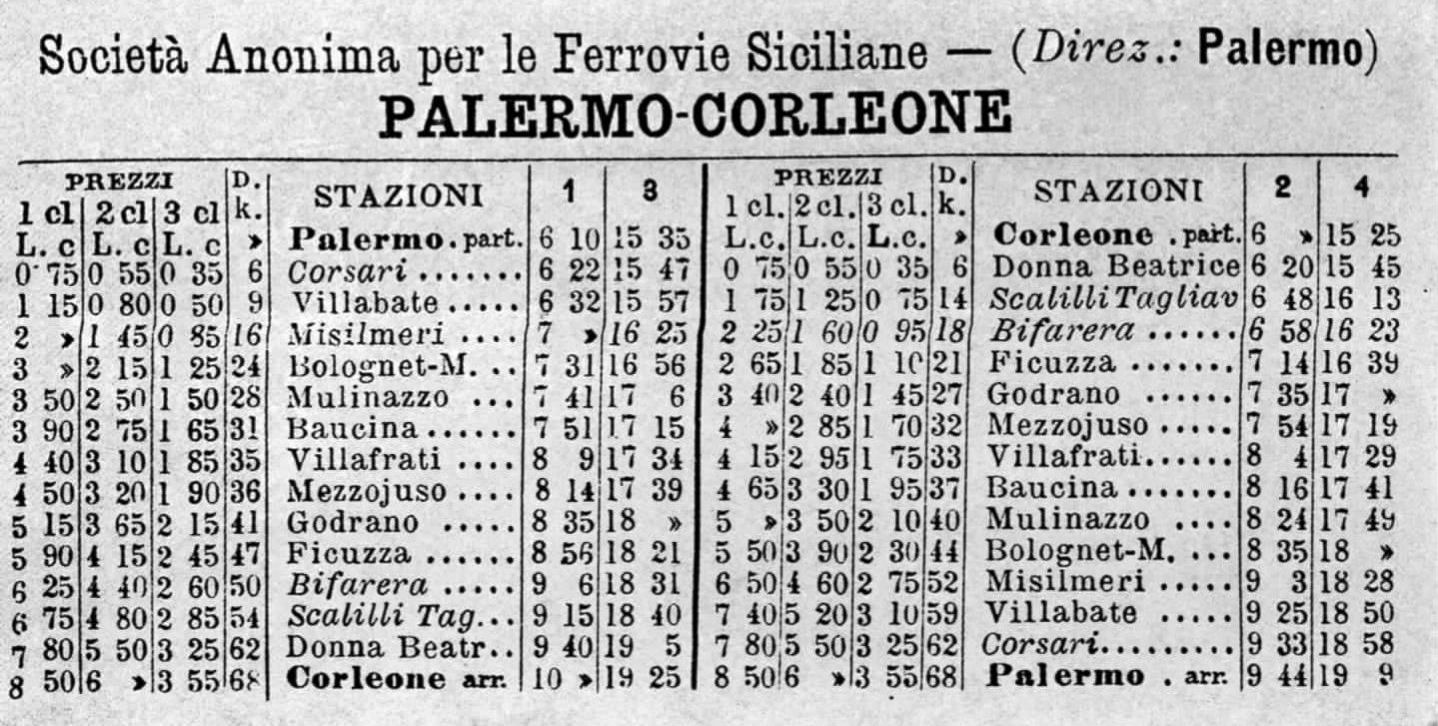 Società Anonima per le Ferrovie Siciliane — (Direz.: Palermo)
PALERMO-CORLEONE
PREZZI D. STAZIONI 1 3 PREZZI D. STAZIONI 2 4
1 cl 2 cl 3 cl k. 1 cl. 2 cl. 3 cl. k.
L. c L. c L. c » Palermo . part. 6 10 15 35 L.c. L.c. L.c. » Corleone . part. 6 » 15 25
0 75 0 55 0 35 6 Corsari ....... 6 22 15 47 0 75 0 55 0 35 6 Donna Beatrice 6 20 15 45
1 15 0 80 0 50 9 Villabate ..... 6 32 15 57 1 75 1 25 0 75 14 Scalilli Tagliav 6 48 16 13
2 » 1 45 0 85 16 Misilmeri .... 7 » 16 25 2 25 1 60 0 95 18 Bifarera ...... 6 58 16 23
3 » 2 15 1 25 24 Bolognet-M. .. 7 31 16 56 2 65 1 85 1 10 21 Ficuzza ....... 7 14 16 39
3 50 2 50 1 50 28 Mulinazzo ... 7 41 17 6 3 40 2 40 1 45 27 Godrano ...... 7 35 17 »
3 90 2 75 1 65 31 Baucina ...... 7 51 17 15 4 » 2 85 1 70 32 Mezzojuso ..... 7 54 17 19
4 40 3 10 1 85 35 Villafrati .... 8 9 17 34 4 15 2 95 1 75 33 Villafrati...... 8 4 17 29
4 50 3 20 1 90 36 Mezzojuso .... 8 14 17 39 4 65 3 30 1 95 37 Baucina ....... 8 16 17 41
5 15 3 65 2 15 41 Godrano ..... 8 35 18 » 5 » 3 50 2 10 40 Mulinazzo .... 8 24 17 49
5 90 4 15 2 45 47 Ficuzza ...... 8 56 18 21 5 50 3 90 2 30 44 Bolognet-M. ... 8 35 18 »
6 25 4 40 2 60 50 Bifarera ..... 9 6 18 31 6 50 4 60 2 75 52 Misilmeri ..... 9 3 18 28
6 75 4 80 2 85 54 Scalilli Tag... 9 15 18 40 7 40 5 20 3 10 59 Villabate ..... 9 25 18 50
7 80 5 50 3 25 62 Donna Beatr.. 9 40 19 5 7 80 5 50 3 25 62 Corsari......... 9 33 18 58
8 50 6 » 3 55 68 Corleone arr. 10 » 19 25 8 50 6 » 3 55 68 Palermo . arr. 9 44 19 9